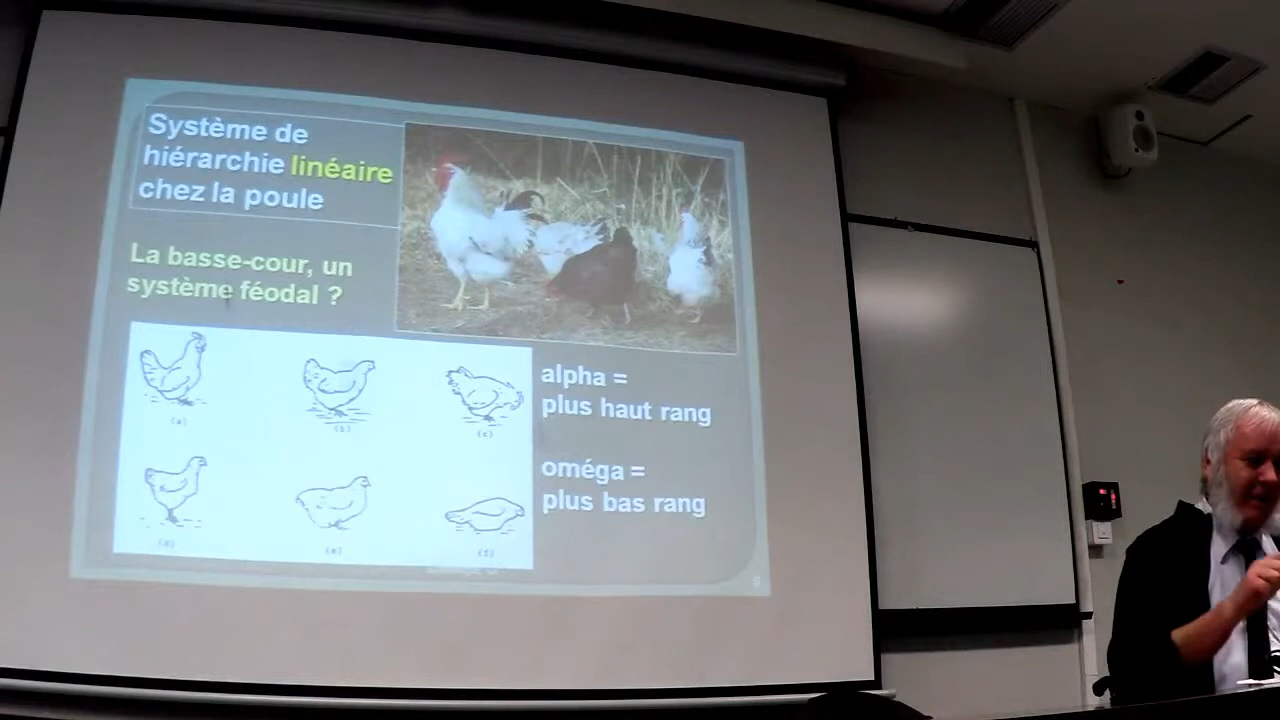 Système de
hiérarchie linéaire
chez la poule
La basse-cour, un
système féodal ?
(a)
(b)
(c)
(d)
(e)
(f)
alpha =
plus haut rang
oméga =
plus bas rang
9